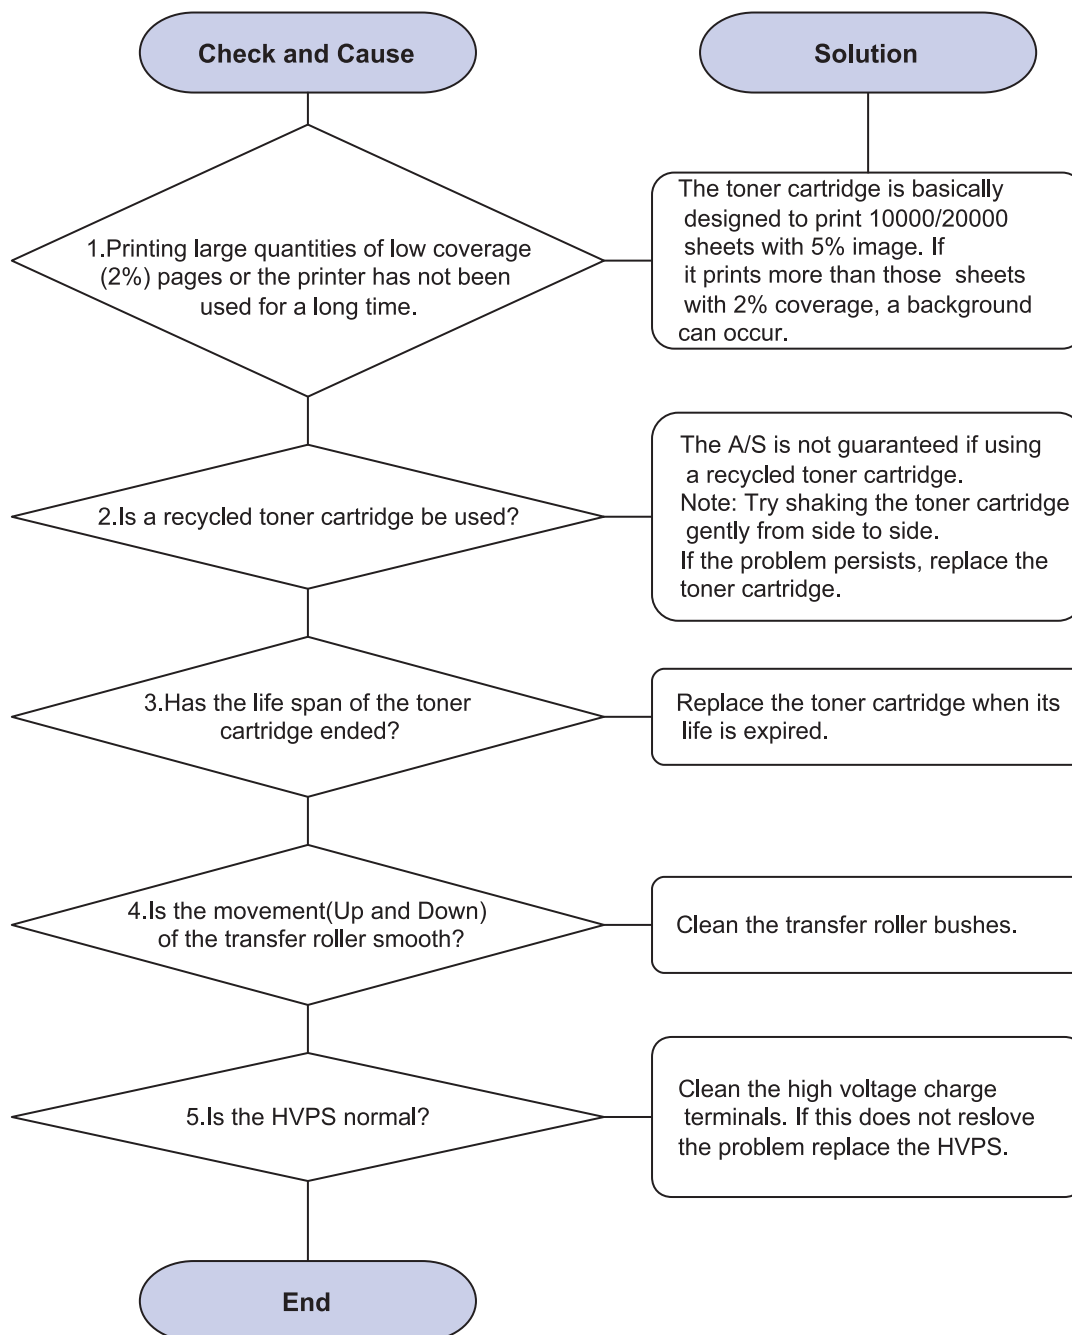 Check and Cause
Solution
1.Printing large quantities of low coverage
(2%) pages or the printer has not been
used for a long time.
The toner cartridge is basically
designed to print 10000/20000
sheets with 5% image. If
it prints more than those sheets
with 2% coverage, a background
can occur.
2.Is a recycled toner cartridge be used?
The A/S is not guaranteed if using
a recycled toner cartridge.
Note: Try shaking the toner cartridge
gently from side to side.
If the problem persists, replace the
toner cartridge.
3.Has the life span of the toner
cartridge ended?
Replace the toner cartridge when its
life is expired.
4.Is the movement(Up and Down)
of the transfer roller smooth?
Clean the transfer roller bushes.
5.Is the HVPS normal?
Clean the high voltage charge
terminals. If this does not reslove
the problem replace the HVPS.
End